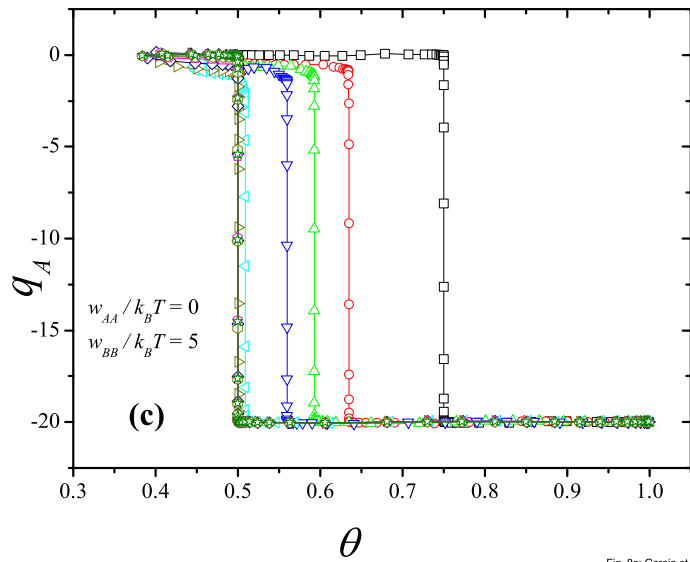 0
-5
-10
-15
-20
q_A
w_AA / k_B T = 0
w_BB / k_B T = 5
(c)
0.3 0.4 0.5 0.6 0.7 0.8 0.9 1.0
θ